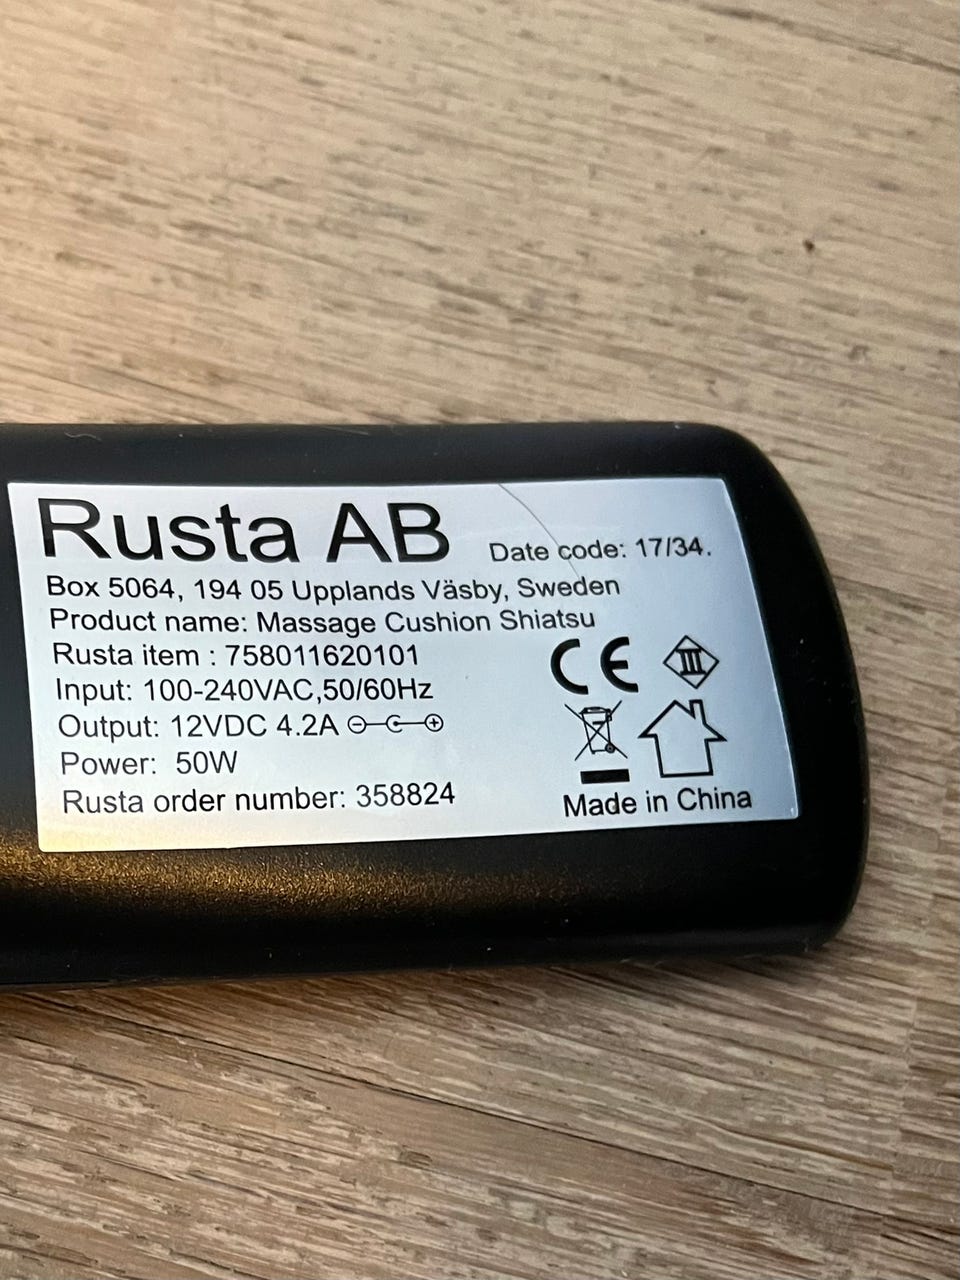 Rusta AB
Date code: 17/34.
Box 5064, 194 05 Upplands Väsby, Sweden
Product name: Massage Cushion Shiatsu
Rusta item : 758011620101
Input: 100-240VAC,50/60Hz
Output: 12VDC 4.2A
Power: 50W
Rusta order number: 358824
CE
III
Made in China